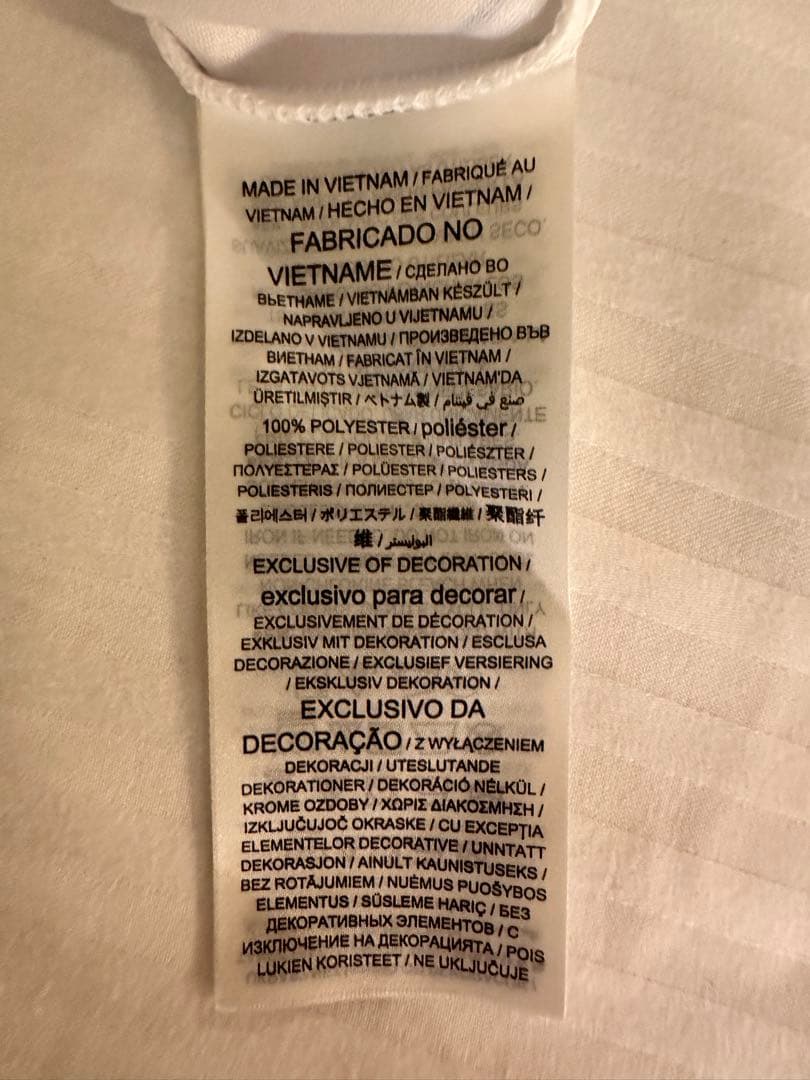 MADE IN VIETNAM / FABRIQUÉ AU
VIETNAM / HECHO EN VIETNAM /
FABRICADO NO
VIETNAME / СДЕЛАНО ВО
ВЬЕТНАМЕ / VIETNÁMBAN KÉSZÜLT /
NAPRAVLJENO U VIJETNAMU /
IZDELANO V VIETNAMU / ПРОИЗВЕДЕНО ВЪВ
ВИЕТНАМ / FABRICAT ÎN VIETNAM /
IZGATAVOTS VJETNAMĀ / VIETNAM'DA
ÜRETILMIŞTIR / ベトナム製 / صنع في فيتنام
100% POLYESTER / poliéster /
POLIESTERE / POLIESTER / POLIÉSZTER /
ΠΟΛΥΕΣΤΕΡΑΣ / POLÜESTER / POLIESTERS /
POLIESTERIS / ПОЛИЕСТЕР / POLYESTERI /
폴리에스터 / ポリエステル / 聚酯纖維 / 聚酯纤
维 / البوليستر
EXCLUSIVE OF DECORATION /
exclusivo para decorar /
EXCLUSIVEMENT DE DÉCORATION /
EXKLUSIV MIT DEKORATION / ESCLUSA
DECORAZIONE / EXCLUSIEF VERSIERING
/ EKSKLUSIV DEKORATION /
EXCLUSIVO DA
DECORAÇÃO / Z WYŁĄCZENIEM
DEKORACJI / UTESLUTANDE
DEKORATIONER / DEKORÁCIÓ NÉLKÜL /
KROME OZDOBY / ΧΩΡΙΣ ΔΙΑΚΟΣΜΗΣΗ /
IZKLJUČUJOČ OKRASKE / CU EXCEPȚIA
ELEMENTELOR DECORATIVE / UNNTATT
DEKORASJON / AINULT KAUNISTUSEKS /
BEZ ROTĀJUMIEM / NUĖMUS PUOŠYBOS
ELEMENTUS / SÜSLEME HARIÇ / БЕЗ
ДЕКОРАТИВНЫХ ЭЛЕМЕНТОВ / С
ИЗКЛЮЧЕНИЕ НА ДЕКОРАЦИЯТА / POIS
LUKIEN KORISTEET / NE UKLJUČUJE